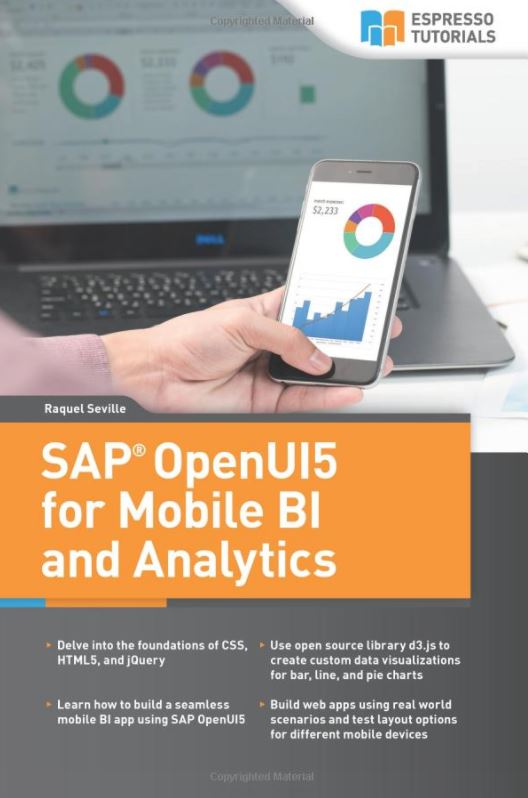 Copyrighted Material
ESPRESSO
TUTORIALS
$2,233
DELL
Raquel Seville
SAP® OpenUI5
for Mobile BI
and Analytics
▸ Delve into the foundations of CSS,
HTML5, and jQuery
▸ Learn how to build a seamless
mobile BI app using SAP OpenUI5
▸ Use open source library d3.js to
create custom data visualizations
for bar, line, and pie charts
▸ Build web apps using real world
scenarios and test layout options
for different mobile devices
Copyrighted Material